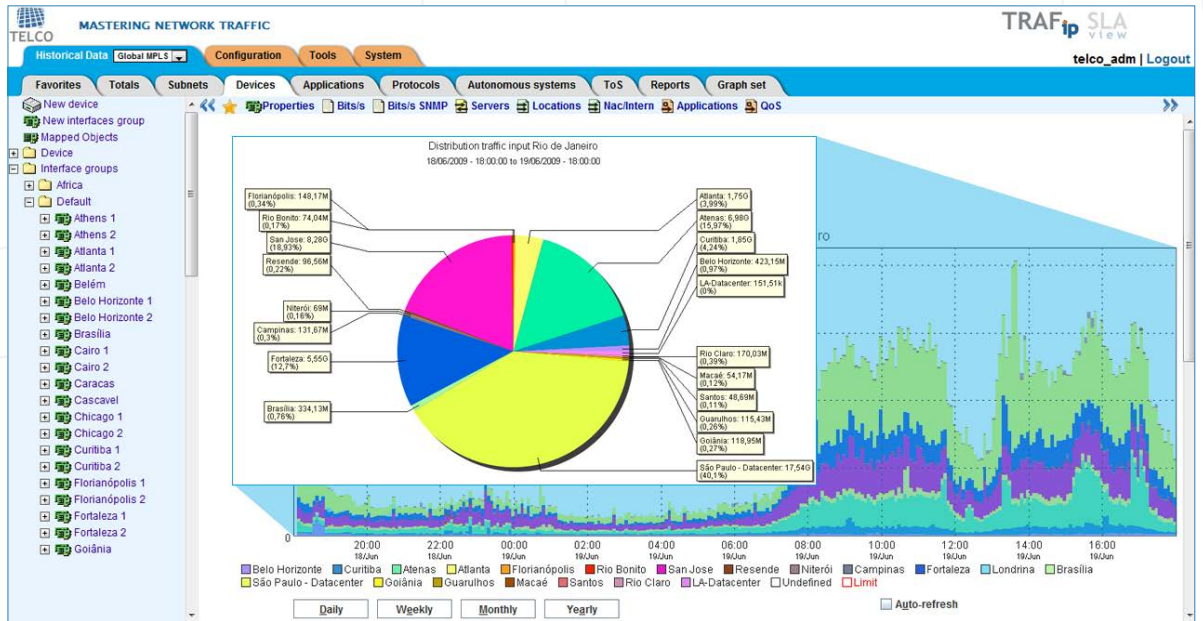 TELCO
MASTERING NETWORK TRAFFIC
TRAFip SLA view
Historical Data Global MPLS Configuration Tools System
telco_adm | Logout
Favorites Totals Subnets Devices Applications Protocols Autonomous systems ToS Reports Graph set
Properties Bits/s Bits/s SNMP Servers Locations Nac/Intern Applications QoS
New device
New interfaces group
Mapped Objects
Device
Interface groups
Africa
Default
Athens 1
Athens 2
Atlanta 1
Atlanta 2
Belém
Belo Horizonte 1
Belo Horizonte 2
Brasília
Cairo 1
Cairo 2
Caracas
Cascavel
Chicago 1
Chicago 2
Curitiba 1
Curitiba 2
Florianópolis 1
Florianópolis 2
Fortaleza 1
Fortaleza 2
Goiânia
Distribution traffic input Rio de Janeiro
18/06/2009 - 18:00:00 to 19/06/2009 - 18:00:00
Florianópolis: 148,17M
(0,34%)
Rio Bonito: 74,04M
(0,17%)
San Jose: 8,28G
(18,93%)
Resende: 96,56M
(0,22%)
Niterói: 69M
(0,16%)
Campinas: 131,67M
(0,3%)
Fortaleza: 5,55G
(12,7%)
Brasília: 334,13M
(0,76%)
Atlanta: 1,75G
(3,99%)
Atenas: 6,98G
(15,97%)
Curitiba: 1,85G
(4,24%)
Belo Horizonte: 423,15M
(0,97%)
LA-Datacenter: 151,51k
(0%)
Rio Claro: 170,03M
(0,39%)
Macaé: 54,17M
(0,12%)
Santos: 48,69M
(0,11%)
Guarulhos: 115,43M
(0,26%)
Goiânia: 118,95M
(0,27%)
São Paulo - Datacenter: 17,54G
(40,1%)
ro
0
20:00 22:00 00:00 02:00 04:00 06:00 08:00 10:00 12:00 14:00 16:00
18/Jun 18/Jun 19/Jun 19/Jun 19/Jun 19/Jun 19/Jun 19/Jun 19/Jun 19/Jun 19/Jun
Belo Horizonte Curitiba Atenas Atlanta Florianópolis Rio Bonito San Jose Resende Niterói Campinas Fortaleza Londrina Brasília
São Paulo - Datacenter Goiânia Guarulhos Macaé Santos Rio Claro LA-Datacenter Undefined Limit
Daily Weekly Monthly Yearly
Auto-refresh